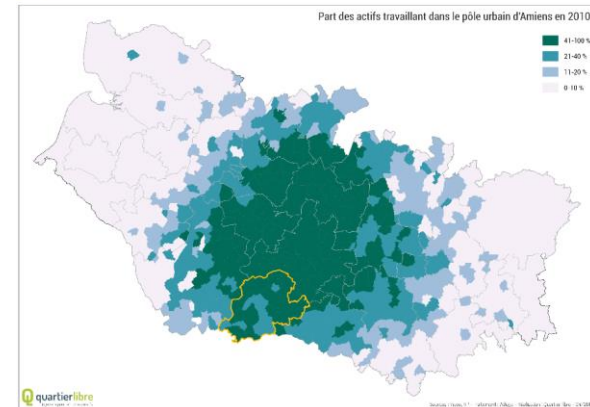 Part des actifs travaillant dans le pôle urbain d'Amiens en 2010
41-100 %
21-40 %
11-20 %
0-10 %
quartierlibre